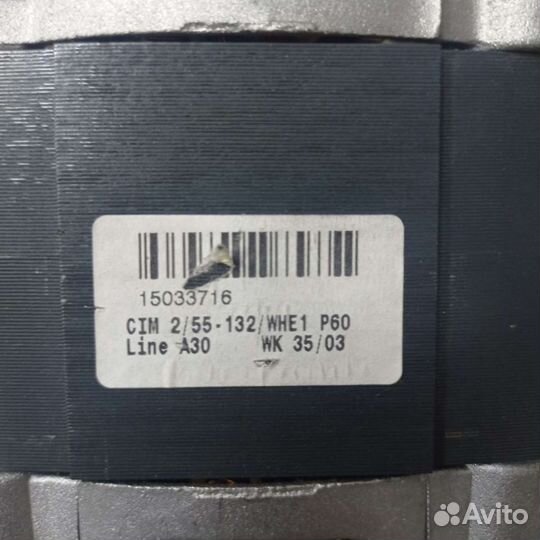 15033716
CIM 2/55-132/WHE1 P60
Line A30 WK 35/03
Avito